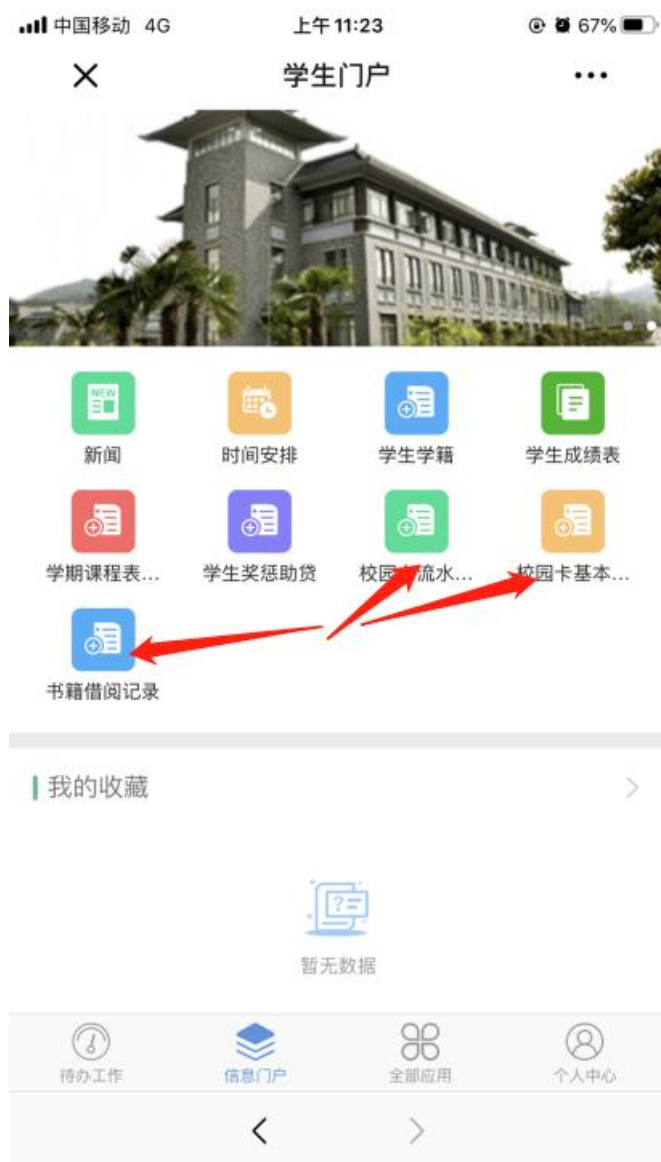 中国移动 4G 上午11:23 67%
学生门户
NEW
新闻 时间安排 学生学籍 学生成绩表
学期课程表... 学生奖惩助贷 校园 流水... 校园卡基本...
书籍借阅记录
我的收藏
?
暂无数据
待办工作 信息门户 全部应用 个人中心